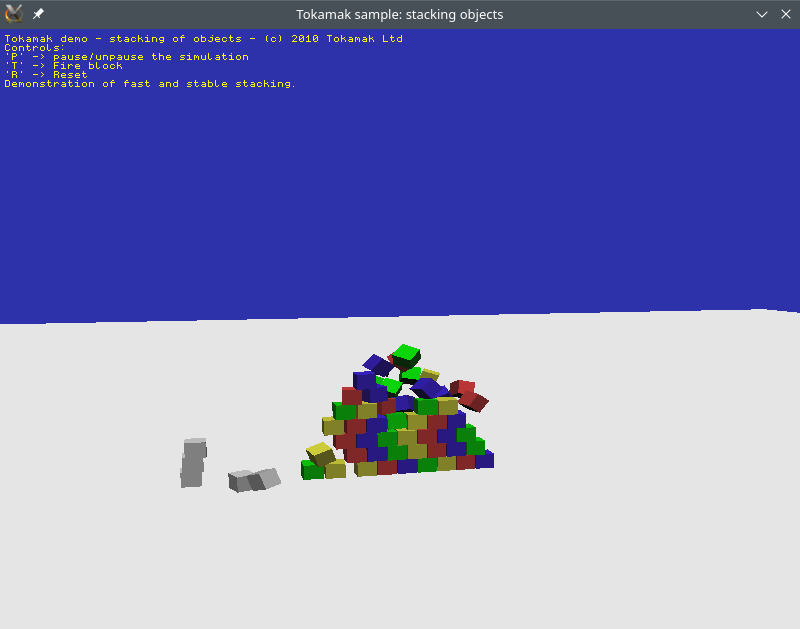 Tokamak sample: stacking objects
Tokamak demo - stacking of objects - (c) 2010 Tokamak Ltd
Controls:
'P' -> pause/unpause the simulation
'T' -> Fire block
'R' -> Reset
Demonstration of fast and stable stacking.